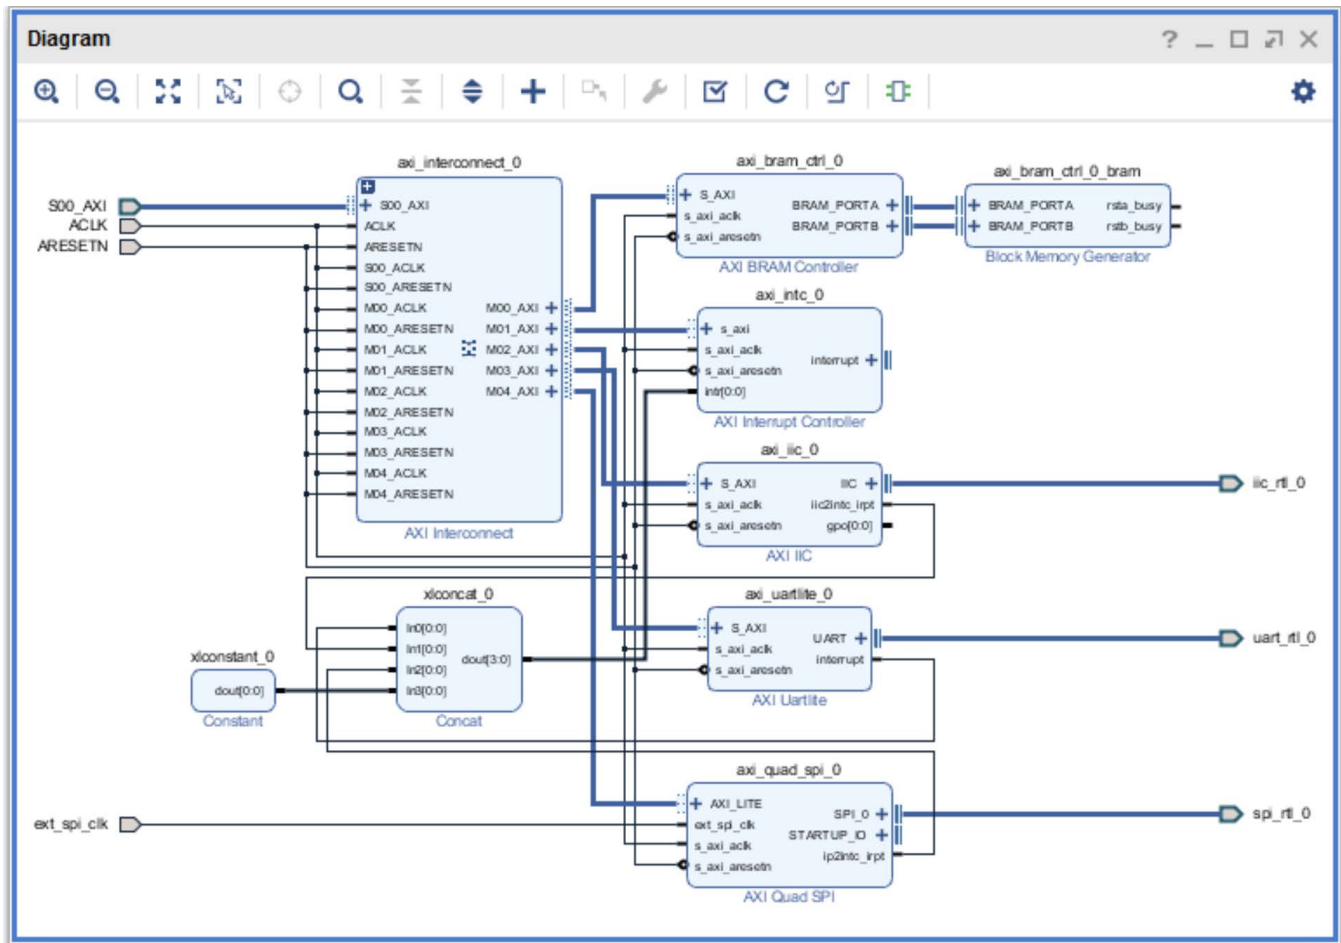 Diagram
axi_interconnect_0
S00_AXI
ACLK
ARESETN
S00_AXI
ACLK
ARESETN
S00_ACLK
S00_ARESETN
M00_ACLK
M00_ARESETN
M01_ACLK
M01_ARESETN
M02_ACLK
M02_ARESETN
M03_ACLK
M03_ARESETN
M04_ACLK
M04_ARESETN
M00_AXI
M01_AXI
M02_AXI
M03_AXI
M04_AXI
AXI Interconnect
axi_bram_ctrl_0
S_AXI
s_axi_aclk
s_axi_aresetn
BRAM_PORTA
BRAM_PORTB
AXI BRAM Controller
axi_bram_ctrl_0_bram
BRAM_PORTA
BRAM_PORTB
rsta_busy
rstb_busy
Block Memory Generator
axi_intc_0
s_axi
s_axi_aclk
s_axi_aresetn
intr[0:0]
interrupt
AXI Interrupt Controller
axi_iic_0
S_AXI
s_axi_aclk
s_axi_aresetn
IIC
iic2intc_irpt
gpo[0:0]
AXI IIC
iic_rtl_0
xlconcat_0
In0[0:0]
In1[0:0]
In2[0:0]
In3[0:0]
dout[3:0]
Concat
xlconstant_0
dout[0:0]
Constant
axi_uartlite_0
S_AXI
s_axi_aclk
s_axi_aresetn
UART
interrupt
AXI Uartlite
uart_rtl_0
axi_quad_spi_0
AXI_LITE
ext_spi_clk
s_axi_aclk
s_axi_aresetn
SPI_0
STARTUP_IO
ip2intc_irpt
AXI Quad SPI
ext_spi_clk
spi_rtl_0